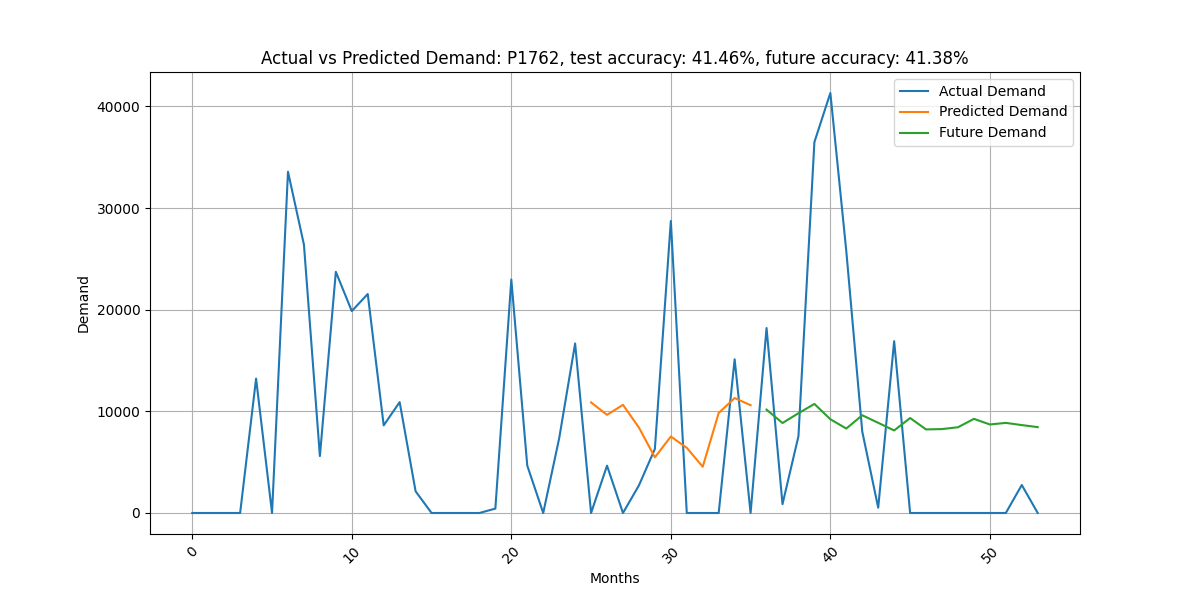 Actual vs Predicted Demand: P1762, test accuracy: 41.46%, future accuracy: 41.38%
Actual Demand
Predicted Demand
Future Demand
40000
30000
20000
10000
0
Demand
0
10
20
30
40
50
Months